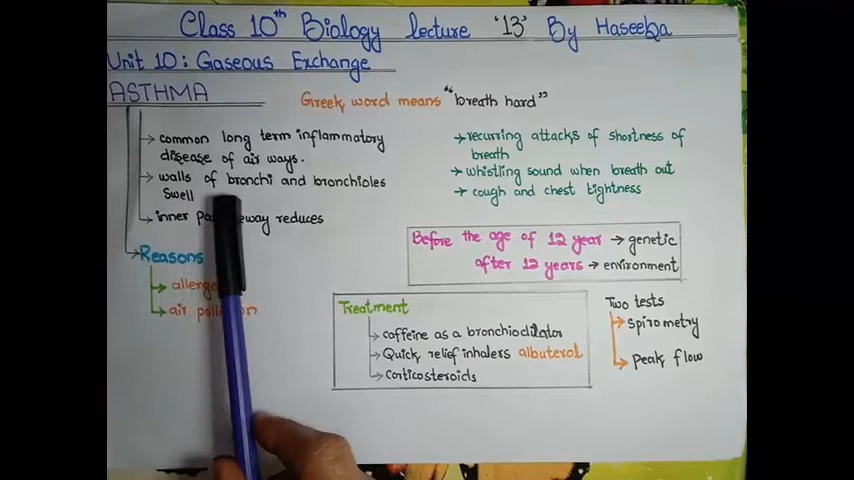 Class 10th Biology lecture '13' By Haseeba
Unit 10: Gaseous Exchange
ASTHMA
Greek word means "breath hard"
common long term inflammatory
disease of air ways.
walls of bronchi and bronchioles
swell
inner reduces
Reasons
air
recurring attacks of shortness of
breath
whistling sound when breath out
cough and chest tightness
Before the age of 12 year → genetic
after 12 years → environment
Treatment
caffeine as a bronchiodilator
Quick relief inhalers albuterol
Corticosteroids
Two tests
Spirometry
Peak flow